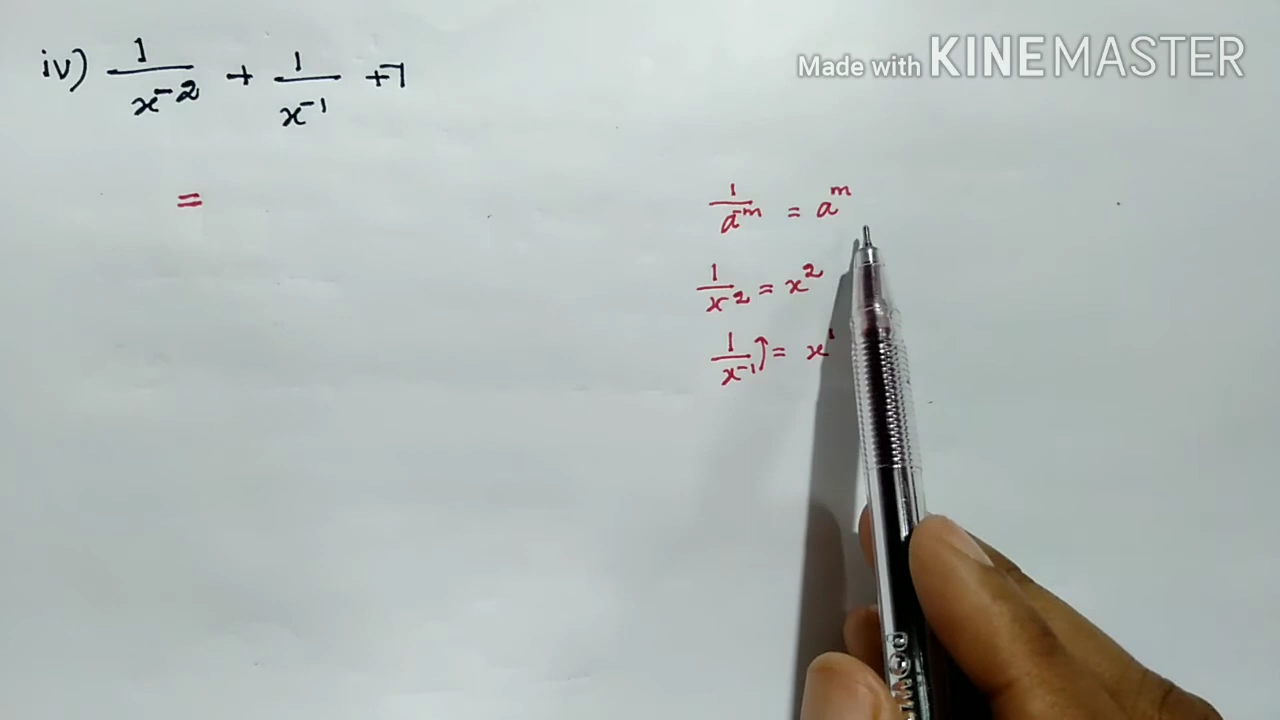 Made with KINEMASTER
iv) 1/x⁻² + 1/x⁻¹ + 7
=
1/a⁻ᵐ = aᵐ
1/x⁻² = x²
1/x⁻¹ ↑ = x¹